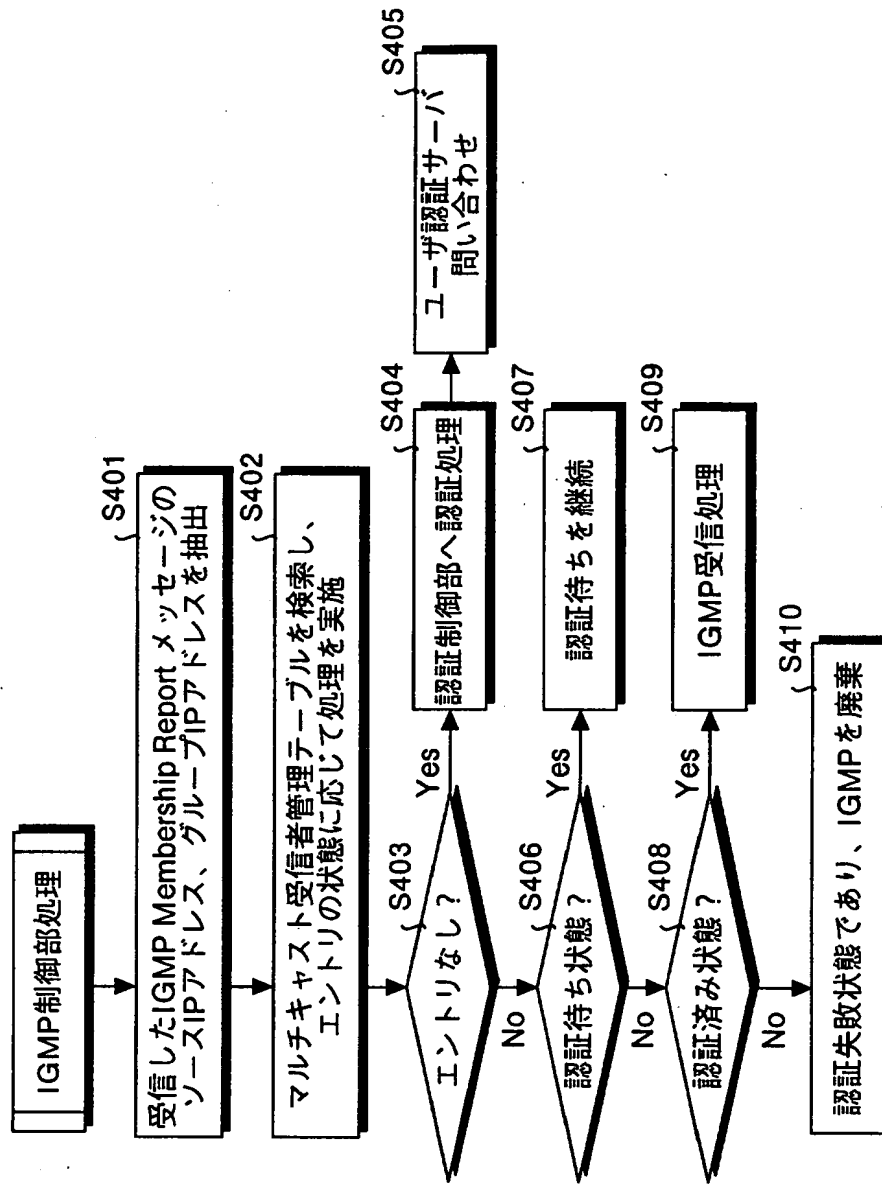 IGMP制御部処理
S401
受信したIGMP Membership Report メッセージの
ソースIPアドレス、グループIPアドレスを抽出
S402
マルチキャスト受信者管理テーブルを検索し、
エントリの状態に応じて処理を実施
S403
エントリなし？
Yes
No
S404
認証制御部へ認証処理
S405
ユーザ認証サーバ
問い合わせ
S406
認証待ち状態？
Yes
No
S407
認証待ちを継続
S408
認証済み状態？
Yes
No
S409
IGMP受信処理
S410
認証失敗状態であり、IGMPを廃棄